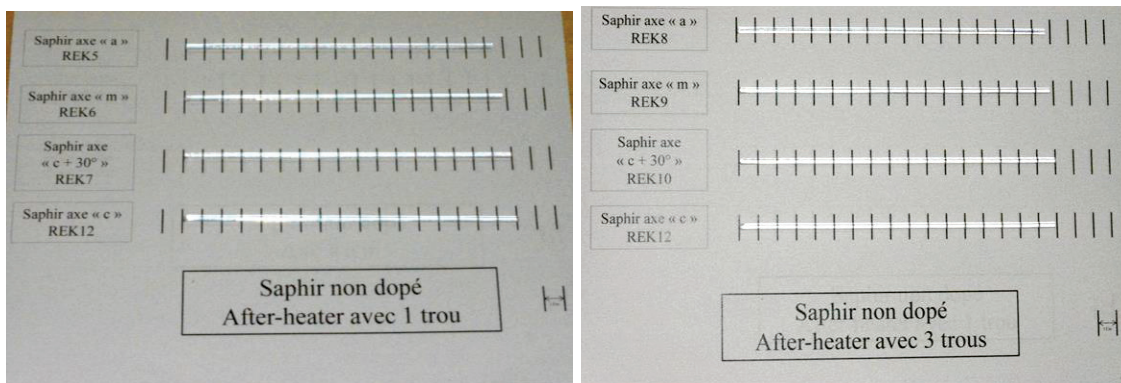 Saphir axe « a »
REK5
Saphir axe « m »
REK6
Saphir axe
« c + 30° »
REK7
Saphir axe « c »
REK12
Saphir non dopé
After-heater avec 1 trou
Saphir axe « a »
REK8
Saphir axe « m »
REK9
Saphir axe
« c + 30° »
REK10
Saphir axe « c »
REK12
Saphir non dopé
After-heater avec 3 trous